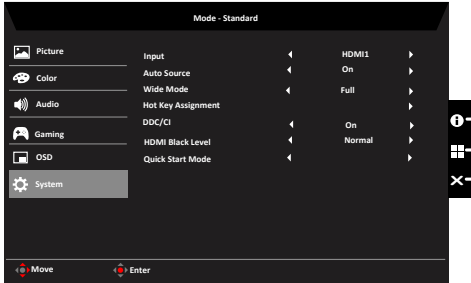 Mode - Standard
Picture
Color
Audio
Gaming
OSD
System
Input HDMI1
Auto Source On
Wide Mode Full
Hot Key Assignment
DDC/CI On
HDMI Black Level Normal
Quick Start Mode
Move Enter